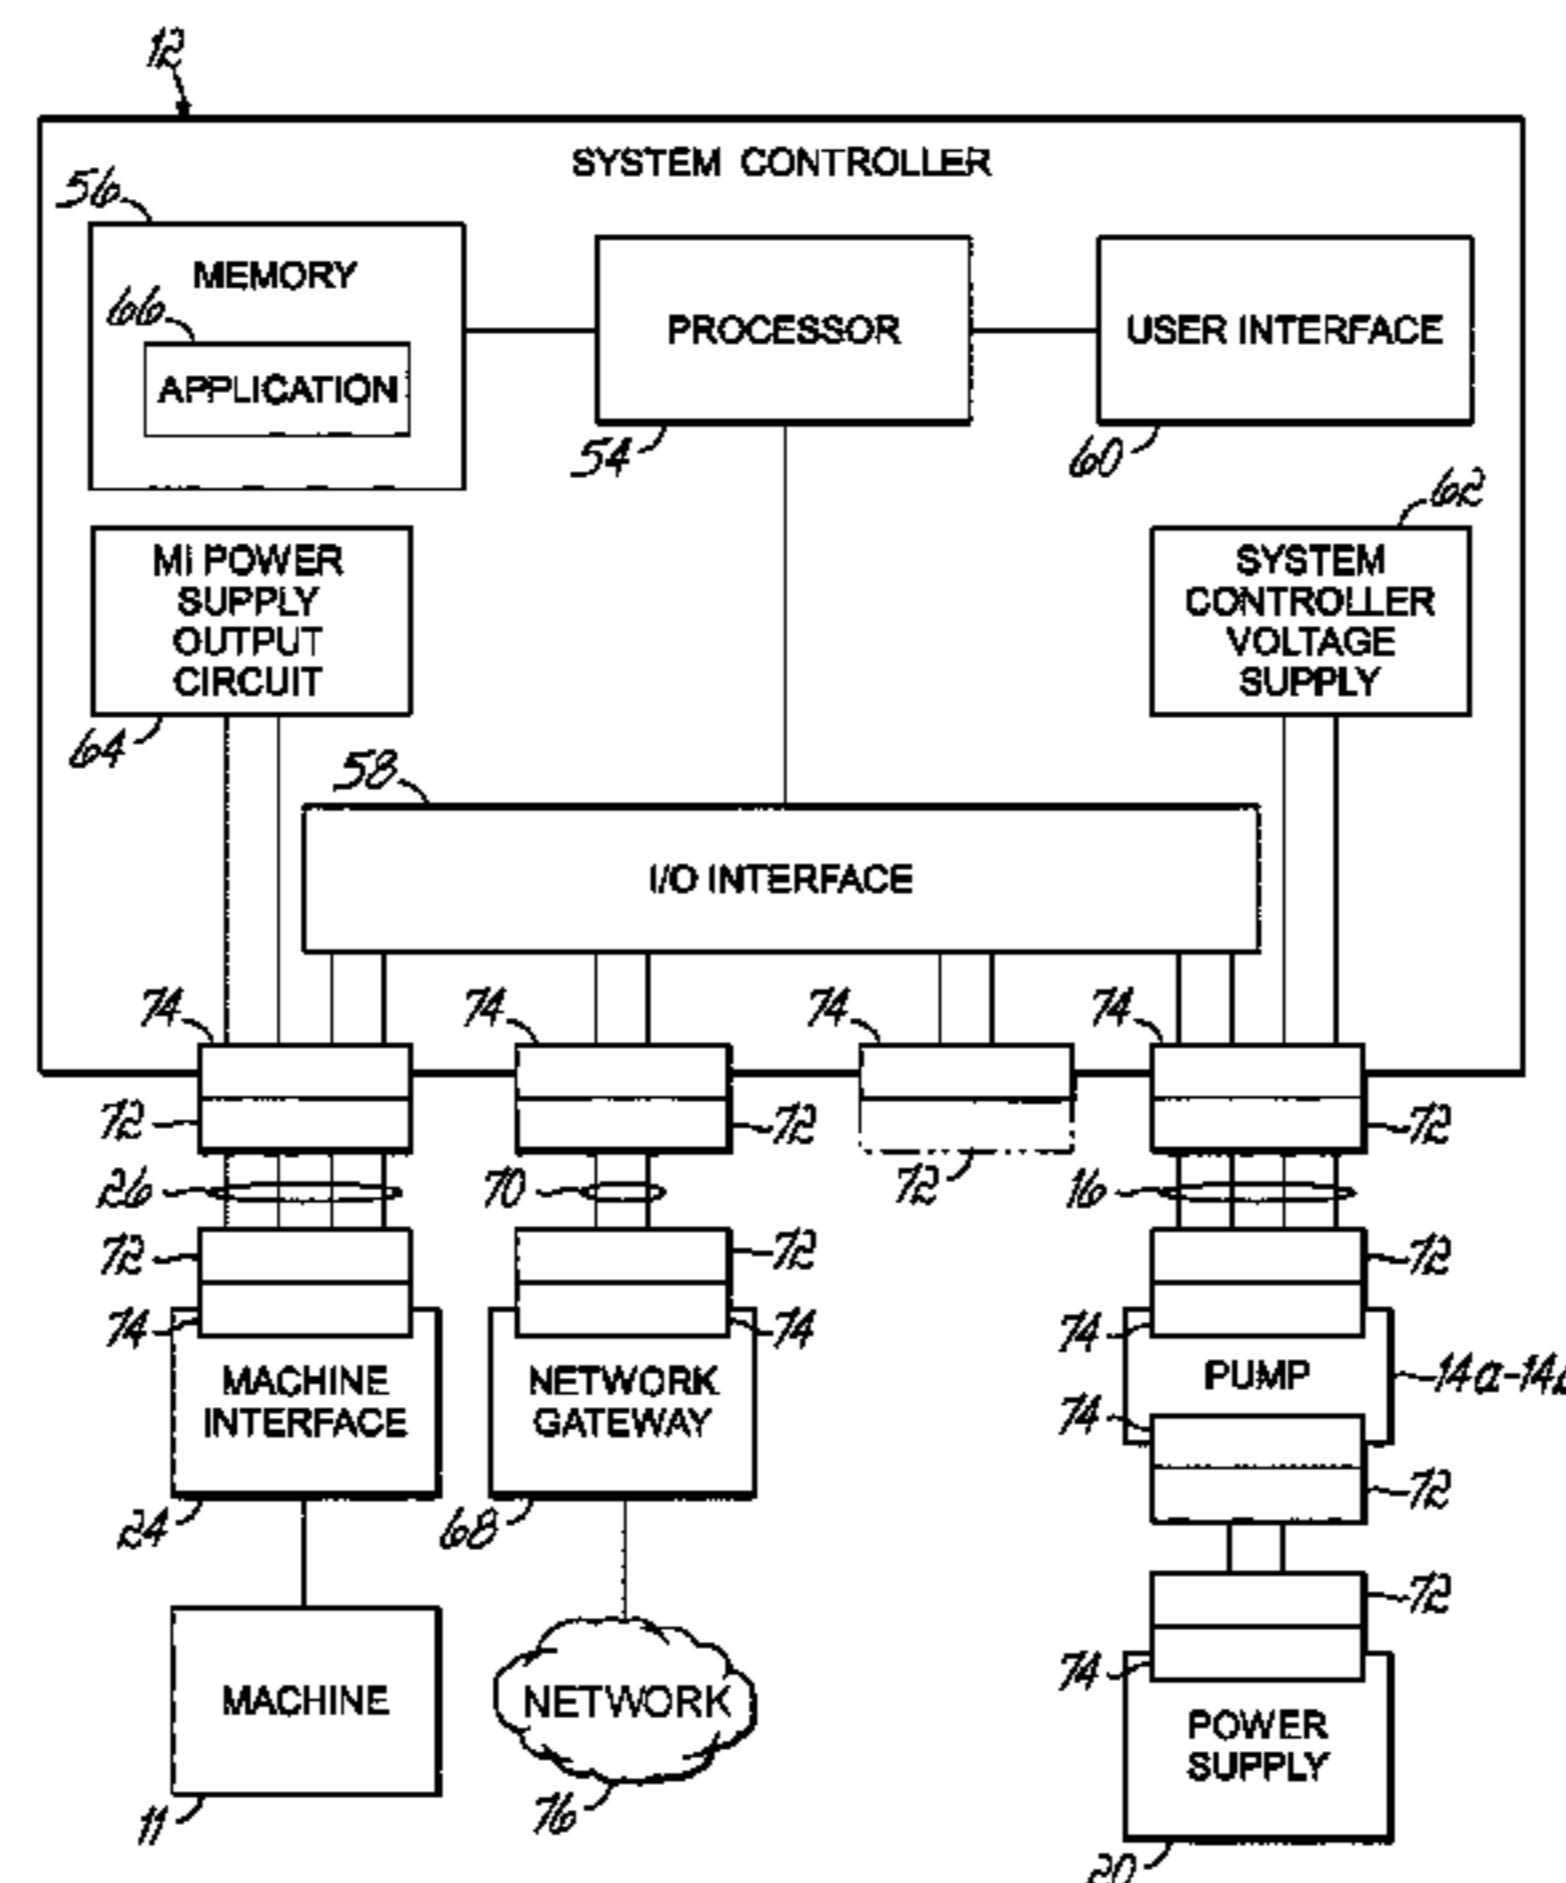 12
SYSTEM CONTROLLER
56
MEMORY
66
APPLICATION
PROCESSOR
54
USER INTERFACE
60
62
MI POWER
SUPPLY
OUTPUT
CIRCUIT
64
SYSTEM
CONTROLLER
VOLTAGE
SUPPLY
58
I/O INTERFACE
74
74
74
74
72
72
72
72
26
70
16
72
72
72
74
74
74
MACHINE
INTERFACE
NETWORK
GATEWAY
PUMP
14a-14
74
72
24
68
72
74
MACHINE
NETWORK
POWER
SUPPLY
11
76
20